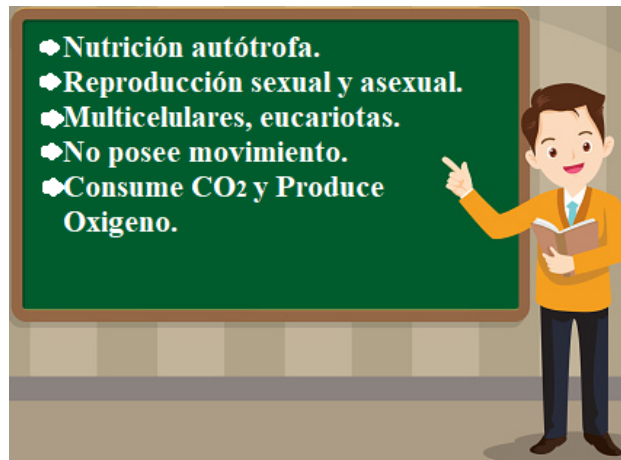 Nutrición autótrofa.
Reproducción sexual y asexual.
Multicelulares, eucariotas.
No posee movimiento.
Consume CO2 y Produce
Oxigeno.